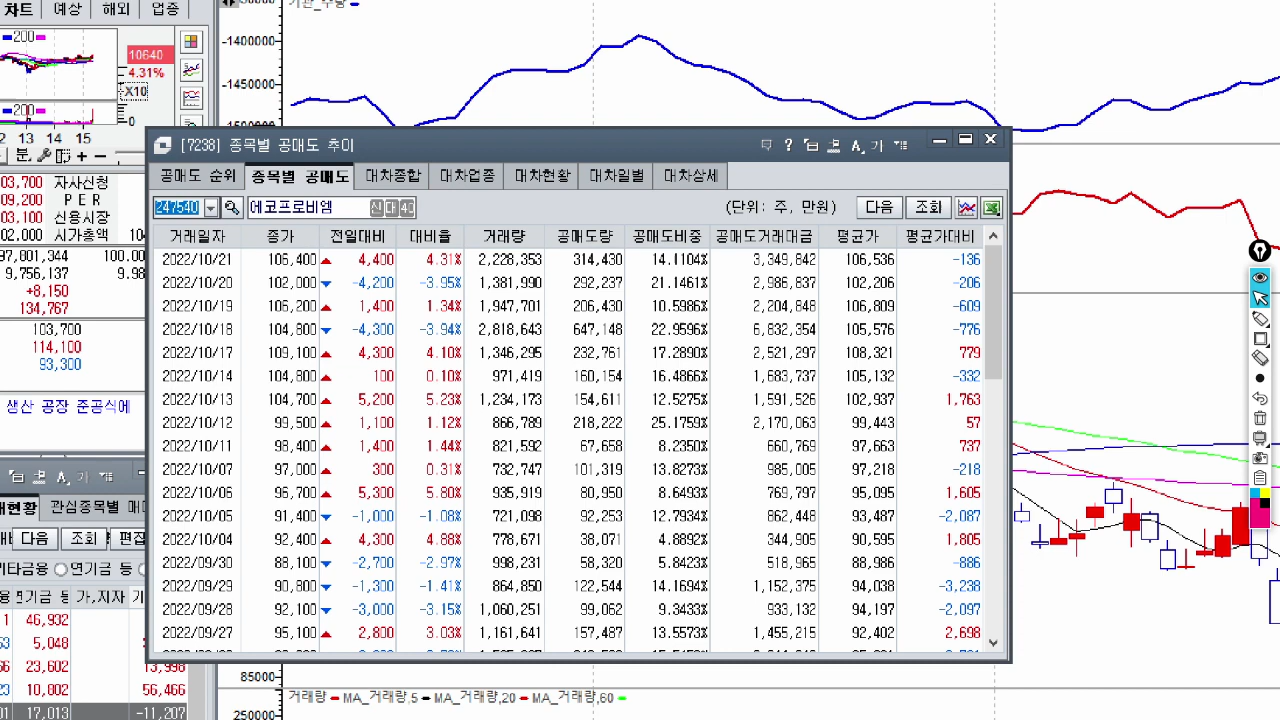 차트 예상 해외 업종
200
10640
4.31%
X10
200
0
12 13 14 15
103,700 자사신청
109,200 P E R
103,100 신용시장
102,000 시가총액
97,801,344 100.00
9,756,137 9.98
+8,150
134,767
103,700
114,100
93,300
생산 공장 준공식에
관심종목별
다음 조회 편집
기타금융 연기금 등
연기금 등 가,지자
46,932
5,048
23,602 13,998
10,802 56,466
17,013 -11,207
-1400000
-1450000
[7238] 종목별 공매도 추이
공매도 순위 종목별 공매도 대차종합 대차업종 대차현황 대차일별 대차상세
247540 에코프로비엠 신 대 40 (단위: 주, 만원) 다음 조회
거래일자 종가 전일대비 대비율 거래량 공매도량 공매도비중 공매도거래대금 평균가 평균가대비
2022/10/21 106,400 ▲ 4,400 4.31% 2,228,353 314,430 14.1104% 3,349,842 106,536 -136
2022/10/20 102,000 ▼ -4,200 -3.95% 1,381,990 292,237 21.1461% 2,986,837 102,206 -206
2022/10/19 106,200 ▲ 1,400 1.34% 1,947,701 206,430 10.5986% 2,204,848 106,809 -609
2022/10/18 104,800 ▼ -4,300 -3.94% 2,818,643 647,148 22.9596% 6,832,354 105,576 -776
2022/10/17 109,100 ▲ 4,300 4.10% 1,346,295 232,761 17.2890% 2,521,297 108,321 779
2022/10/14 104,800 ▲ 100 0.10% 971,419 160,154 16.4866% 1,683,737 105,132 -332
2022/10/13 104,700 ▲ 5,200 5.23% 1,234,173 154,611 12.5275% 1,591,526 102,937 1,763
2022/10/12 99,500 ▲ 1,100 1.12% 866,789 218,222 25.1759% 2,170,063 99,443 57
2022/10/11 98,400 ▲ 1,400 1.44% 821,592 67,658 8.2350% 660,769 97,663 737
2022/10/07 97,000 ▲ 300 0.31% 732,747 101,319 13.8273% 985,005 97,218 -218
2022/10/06 96,700 ▲ 5,300 5.80% 935,919 80,950 8.6493% 769,797 95,095 1,605
2022/10/05 91,400 ▼ -1,000 -1.08% 721,098 92,253 12.7934% 862,448 93,487 -2,087
2022/10/04 92,400 ▲ 4,300 4.88% 778,671 38,071 4.8892% 344,905 90,595 1,805
2022/09/30 88,100 ▼ -2,700 -2.97% 998,231 58,320 5.8423% 518,968 88,986 -886
2022/09/29 90,800 ▼ -1,300 -1.41% 864,850 122,544 14.1694% 1,152,375 94,038 -3,238
2022/09/28 92,100 ▼ -3,000 -3.15% 1,060,251 99,062 9.3433% 933,132 94,197 -2,097
2022/09/27 95,100 ▲ 2,800 3.03% 1,161,641 157,487 13.5573% 1,455,215 92,402 2,698
85000
거래량 MA_거래량,5 MA_거래량,20 MA_거래량,60
250000